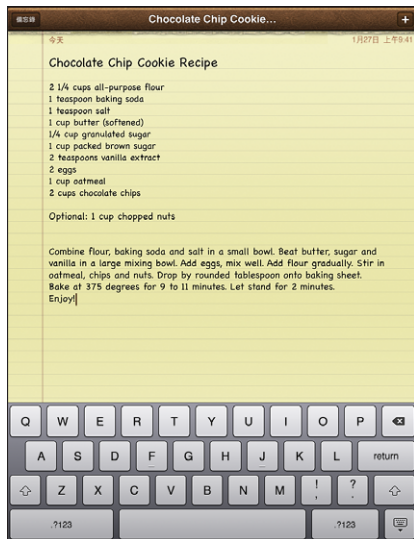 備忘錄 Chocolate Chip Cookie... +
今天 1月27日 上午9:41
Chocolate Chip Cookie Recipe
2 1/4 cups all-purpose flour
1 teaspoon baking soda
1 teaspoon salt
1 cup butter (softened)
1/4 cup granulated sugar
1 cup packed brown sugar
2 teaspoons vanilla extract
2 eggs
1 cup oatmeal
2 cups chocolate chips
Optional: 1 cup chopped nuts
Combine flour, baking soda and salt in a small bowl. Beat butter, sugar and
vanilla in a large mixing bowl. Add eggs, mix well. Add flour gradually. Stir in
oatmeal, chips and nuts. Drop by rounded tablespoon onto baking sheet.
Bake at 375 degrees for 9 to 11 minutes. Let stand for 2 minutes.
Enjoy!
Q W E R T Y U I O P
A S D F G H J K L return
Z X C V B N M ! , ? .
.?123 .?123